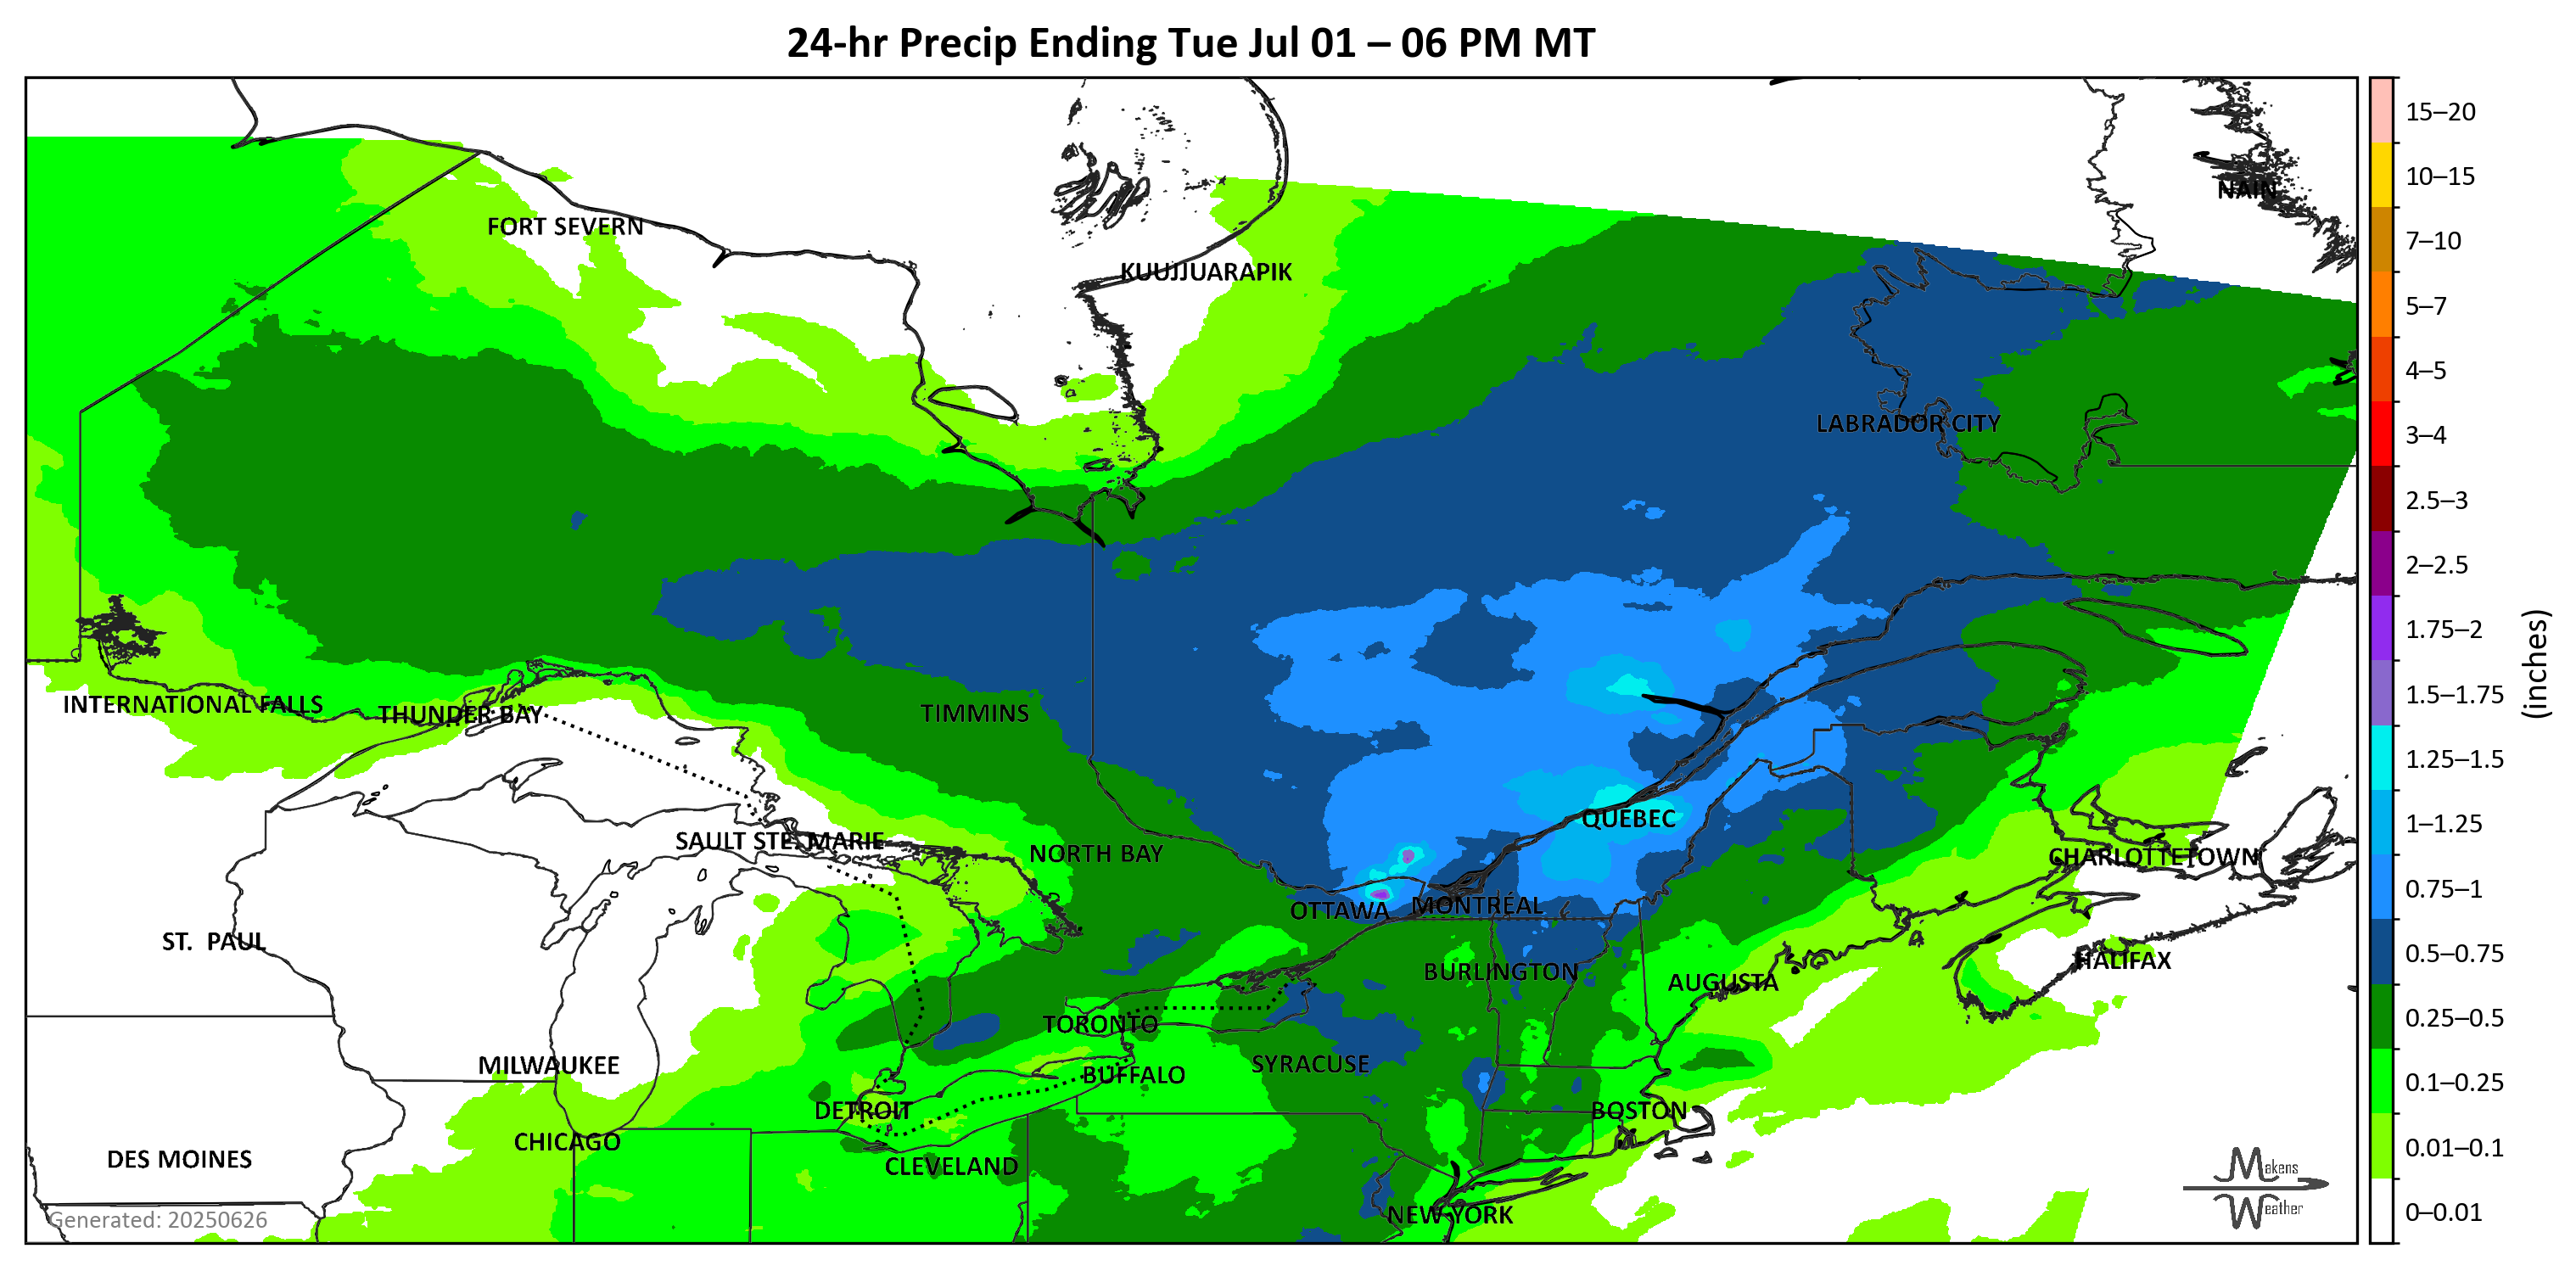 24-hr Precip Ending Tue Jul 01 – 06 PM MT
NAIN
FORT SEVERN
KUUJJUARAPIK
LABRADOR CITY
INTERNATIONAL FALLS
THUNDER BAY
TIMMINS
QUÉBEC
SAULT STE. MARIE
NORTH BAY
CHARLOTTETOWN
OTTAWA
MONTRÉAL
ST. PAUL
HALIFAX
BURLINGTON
AUGUSTA
TORONTO
MILWAUKEE
SYRACUSE
BUFFALO
DETROIT
BOSTON
CHICAGO
DES MOINES
CLEVELAND
NEW YORK
Generated: 20250626
Makens
Weather
15–20
10–15
7–10
5–7
4–5
3–4
2.5–3
2–2.5
1.75–2
1.5–1.75
1.25–1.5
1–1.25
0.75–1
0.5–0.75
0.25–0.5
0.1–0.25
0.01–0.1
0–0.01
(inches)